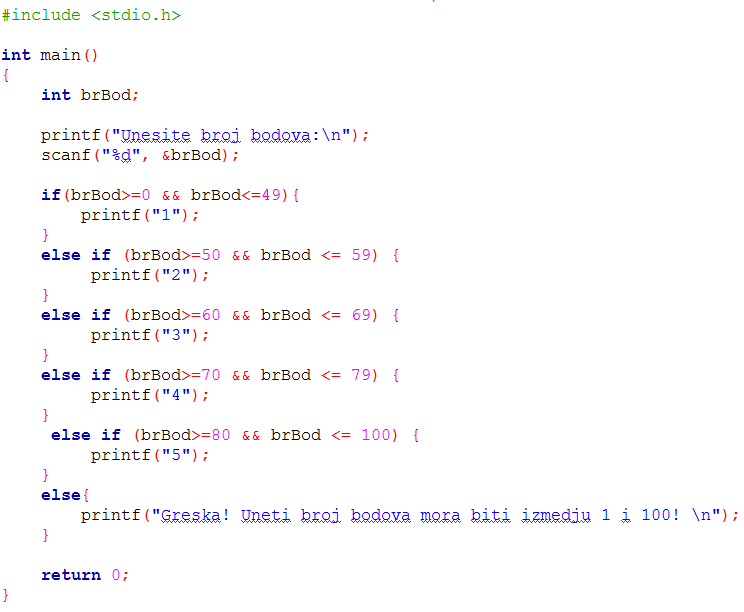 #include <stdio.h>
int main()
{
int brBod;
printf("Unesite broj bodova:\n");
scanf("%d", &brBod);
if(brBod>=0 && brBod<=49){
printf("1");
}
else if (brBod>=50 && brBod <= 59) {
printf("2");
}
else if (brBod>=60 && brBod <= 69) {
printf("3");
}
else if (brBod>=70 && brBod <= 79) {
printf("4");
}
else if (brBod>=80 && brBod <= 100) {
printf("5");
}
else{
printf("Greska! Uneti broj bodova mora biti izmedju 1 i 100! \n");
}
return 0;
}